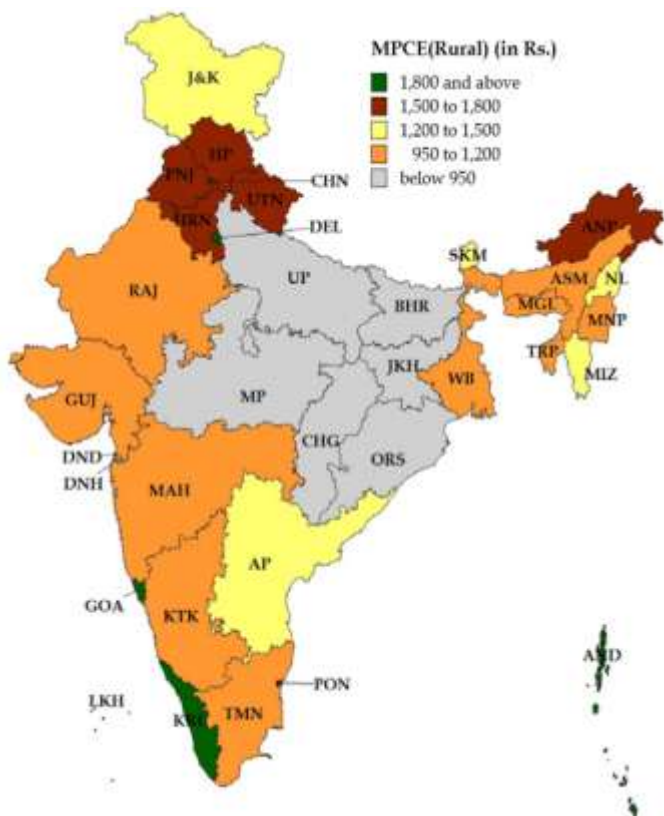 MPCE(Rural) (in Rs.)
1,800 and above
1,500 to 1,800
1,200 to 1,500
950 to 1,200
below 950
J&K
HP
PNJ
CHN
UTN
HRN
DEL
ANP
SKM
RAJ
UP
ASM
NL
BHR
MGL
MNP
JKH
TRP
WB
MIZ
GUJ
MP
CHG
DND
ORS
DNH
MAH
AP
GOA
KTK
AND
PON
LKH
TMN